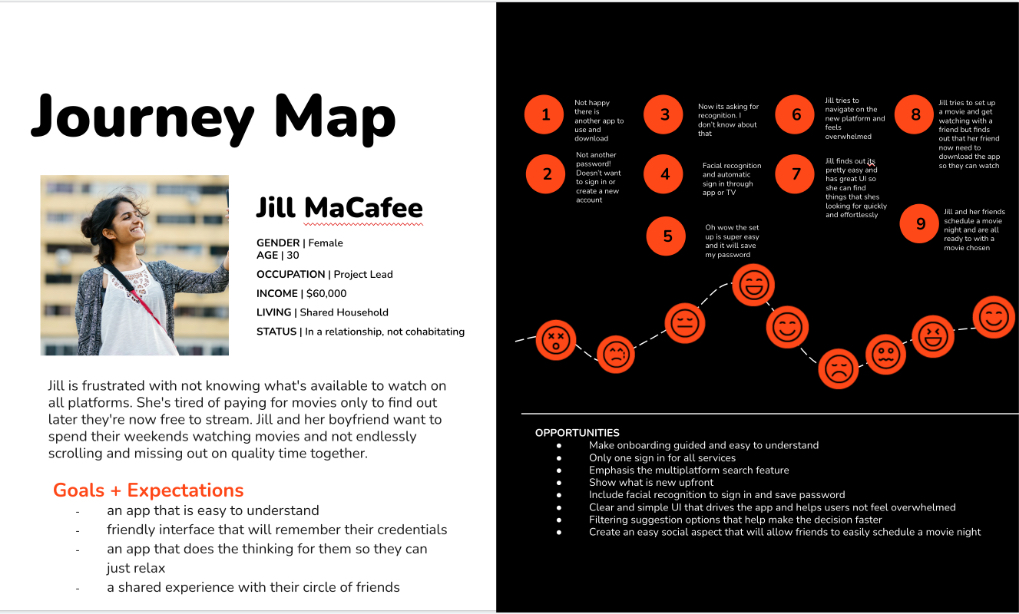 Journey Map
Jill MacAfee
GENDER | Female
AGE | 30
OCCUPATION | Project Lead
INCOME | $60,000
LIVING | Shared Household
STATUS | In a relationship, not cohabitating
Jill is frustrated with not knowing what's available to watch on
all platforms. She's tired of paying for movies only to find out
later they're now free to stream. Jill and her boyfriend want to
spend their weekends watching movies and not endlessly
scrolling and missing out on quality time together.
Goals + Expectations
- an app that is easy to understand
- friendly interface that will remember their credentials
- an app that does the thinking for them so they can
just relax
- a shared experience with their circle of friends
1
Not happy
there is
another app to
use and
download
2
Not another
password!
Doesn't want
to sign in or
create a new
account
3
Now its asking for
recognition. I
don't know about
that
4
Facial recognition
and automatic
sign in through
app or TV
5
Oh wow the set
up is super easy
and it will save
my password
6
Jill tries to
navigate on the
new platform and
feels
overwhelmed
7
Jill finds out its
pretty easy and
has great UI so
she can find
things that shes
looking for quickly
and effortlessly
8
Jill tries to set up
a movie and get
watching with a
friend but finds
out that her friend
now need to
download the app
so they can watch
9
Jill and her friends
schedule a movie
night and are all
ready to with a
movie chosen
OPPORTUNITIES
● Make onboarding guided and easy to understand
● Only one sign in for all services
● Emphasis the multiplatform search feature
● Show what is new upfront
● Include facial recognition to sign in and save password
● Clear and simple UI that drives the app and helps users not feel overwhelmed
● Filtering suggestion options that help make the decision faster
● Create an easy social aspect that will allow friends to easily schedule a movie night